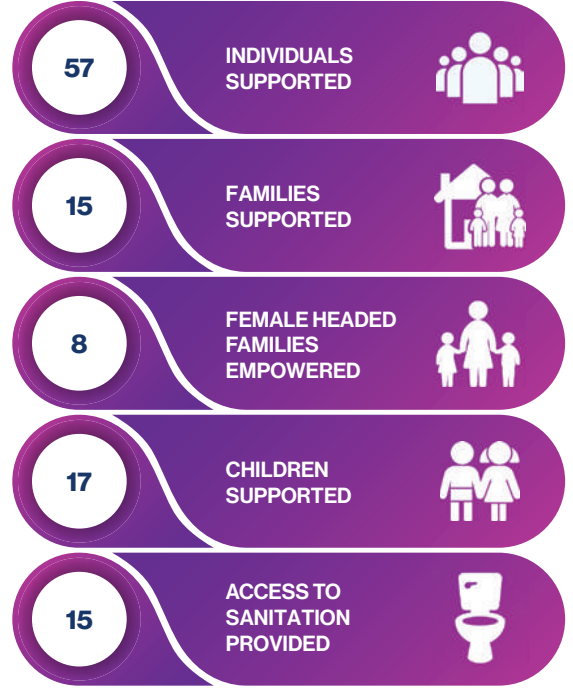 57
INDIVIDUALS
SUPPORTED
15
FAMILIES
SUPPORTED
8
FEMALE HEADED
FAMILIES
EMPOWERED
17
CHILDREN
SUPPORTED
15
ACCESS TO
SANITATION
PROVIDED